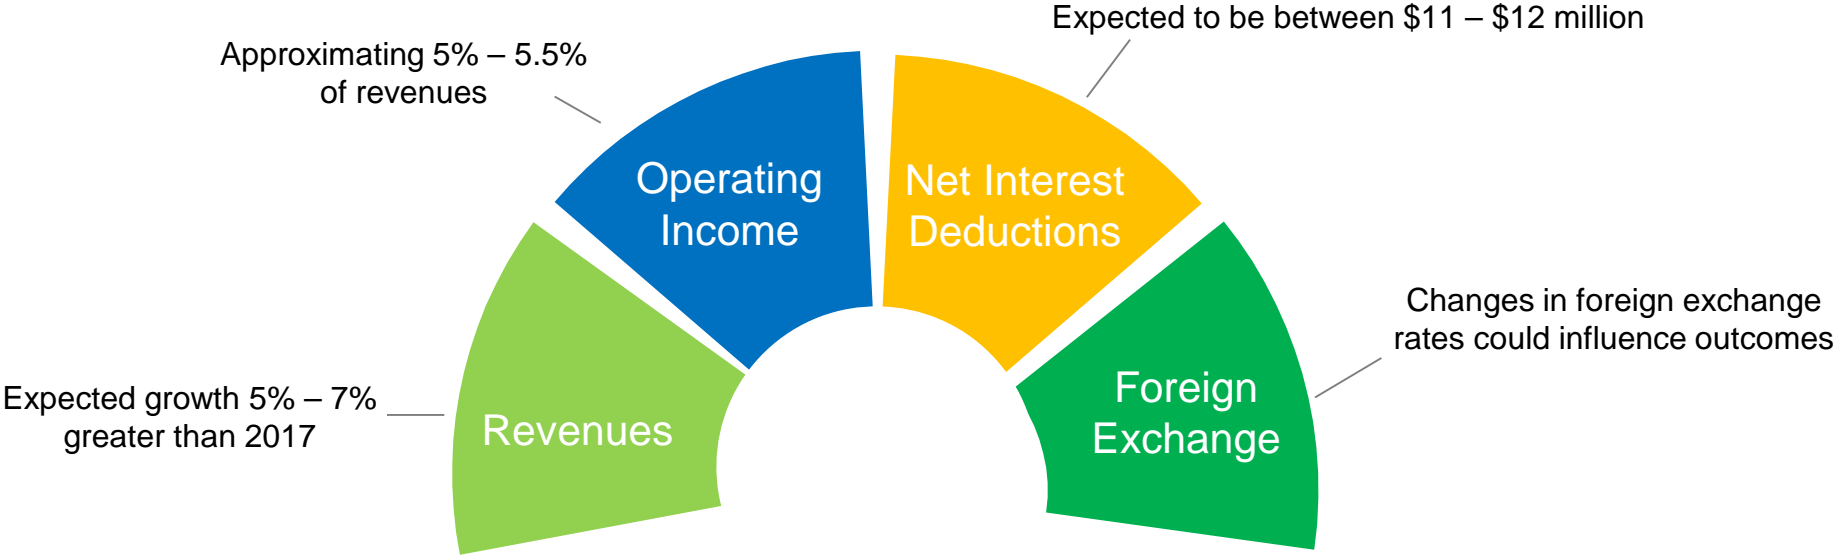 Expected to be between $11 – $12 million
Approximating 5% – 5.5%
of revenues
Operating
Income
Net Interest
Deductions
Changes in foreign exchange
rates could influence outcomes
Foreign
Exchange
Expected growth 5% – 7%
greater than 2017
Revenues